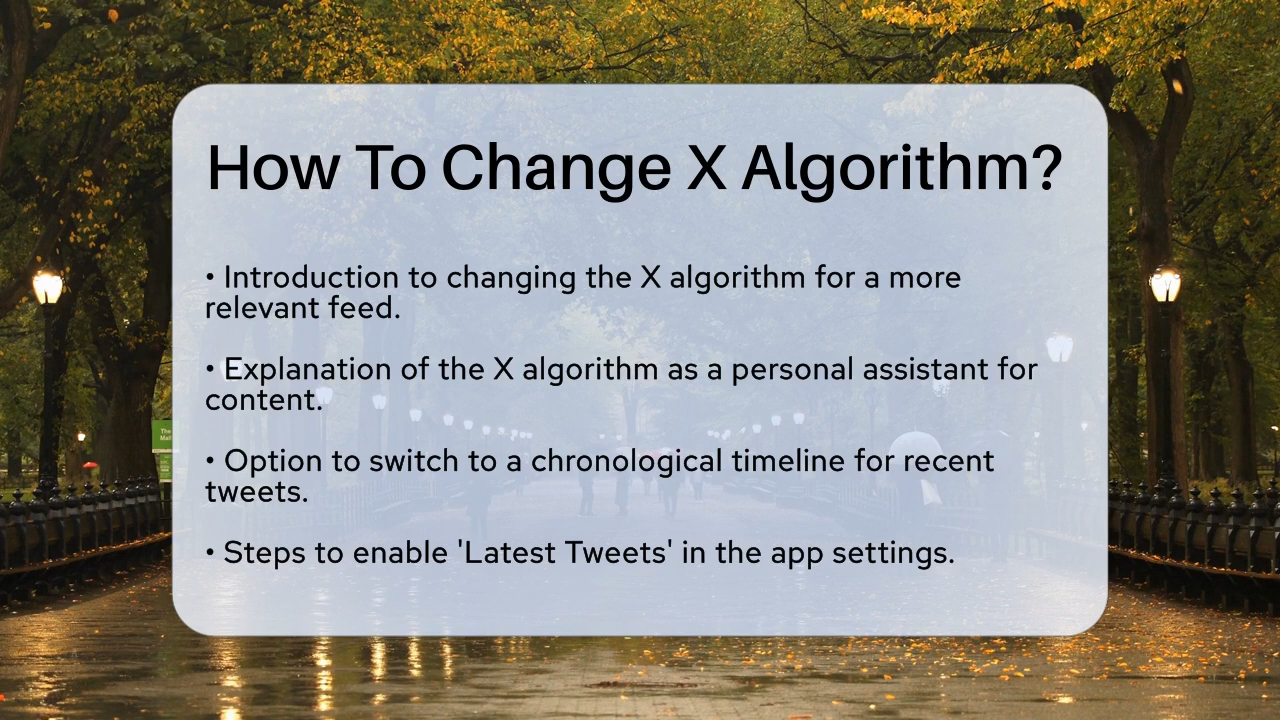 How To Change X Algorithm?
• Introduction to changing the X algorithm for a more
relevant feed.
• Explanation of the X algorithm as a personal assistant for
content.
• Option to switch to a chronological timeline for recent
tweets.
• Steps to enable 'Latest Tweets' in the app settings.
The
Mall